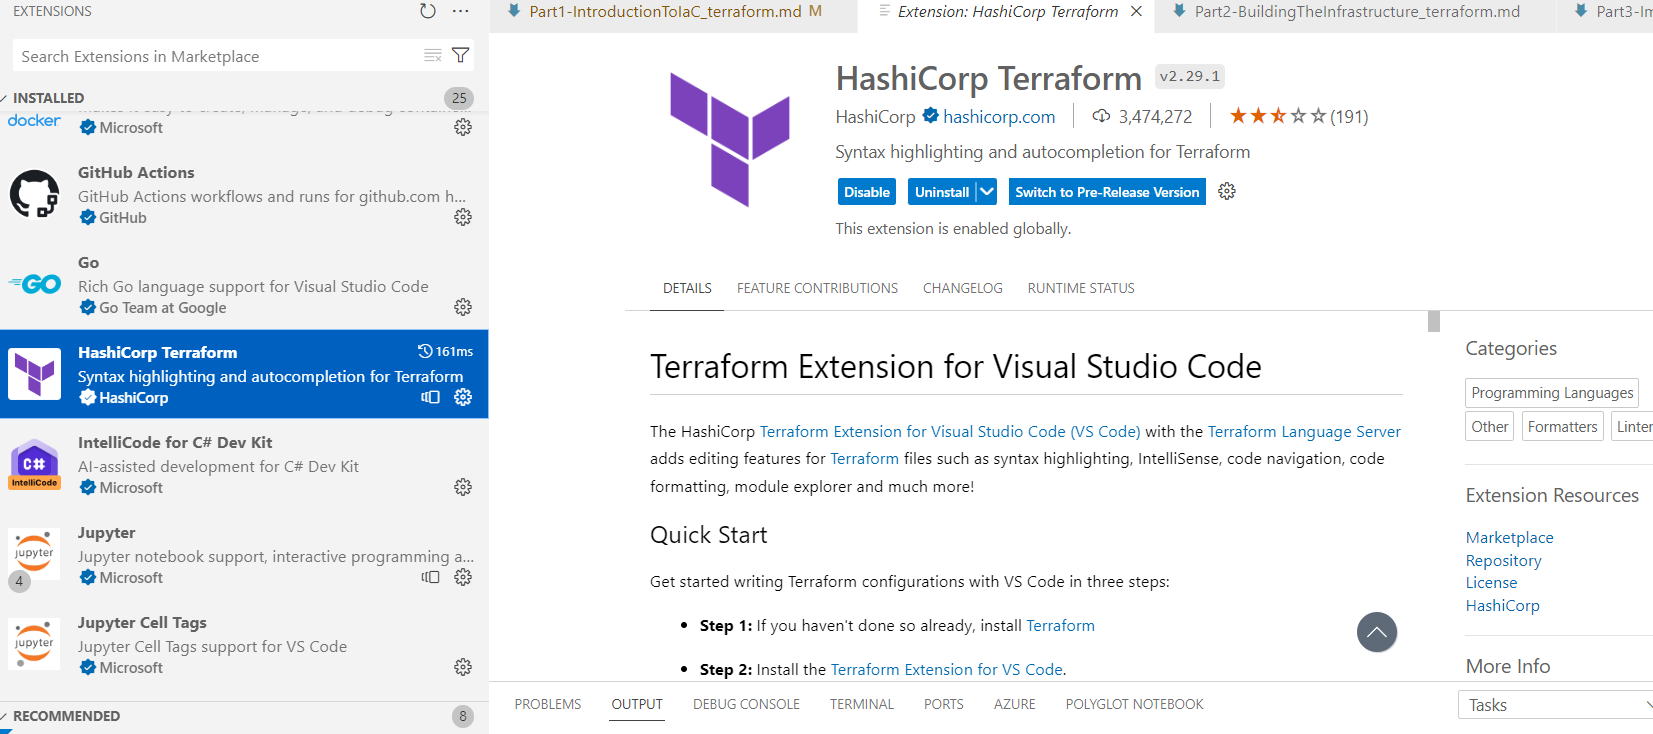 EXTENSIONS
Search Extensions in Marketplace
INSTALLED 25
docker
Microsoft
GitHub Actions
GitHub Actions workflows and runs for github.com h...
GitHub
GO
Go
Rich Go language support for Visual Studio Code
Go Team at Google
HashiCorp Terraform 161ms
Syntax highlighting and autocompletion for Terraform
HashiCorp
C#
IntelliCode
IntelliCode for C# Dev Kit
AI-assisted development for C# Dev Kit
Microsoft
jupyter
4
Jupyter
Jupyter notebook support, interactive programming a...
Microsoft
jupyter
Jupyter Cell Tags
Jupyter Cell Tags support for VS Code
Microsoft
RECOMMENDED 8
Part1-IntroductionToIaC_terraform.md M
Extension: HashiCorp Terraform
Part2-BuildingTheInfrastructure_terraform.md
Part3-Im
HashiCorp Terraform v2.29.1
HashiCorp hashicorp.com 3,474,272 (191)
Syntax highlighting and autocompletion for Terraform
Disable Uninstall Switch to Pre-Release Version
This extension is enabled globally.
DETAILS FEATURE CONTRIBUTIONS CHANGELOG RUNTIME STATUS
Terraform Extension for Visual Studio Code
The HashiCorp Terraform Extension for Visual Studio Code (VS Code) with the Terraform Language Server
adds editing features for Terraform files such as syntax highlighting, IntelliSense, code navigation, code
formatting, module explorer and much more!
Quick Start
Get started writing Terraform configurations with VS Code in three steps:
• Step 1: If you haven't done so already, install Terraform
• Step 2: Install the Terraform Extension for VS Code.
Categories
Programming Languages
Other Formatters Linter
Extension Resources
Marketplace
Repository
License
HashiCorp
More Info
PROBLEMS OUTPUT DEBUG CONSOLE TERMINAL PORTS AZURE POLYGLOT NOTEBOOK
Tasks